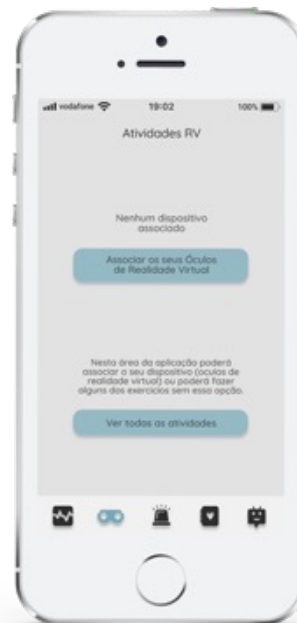 vodafone 19:02 100%
Atividades RV
Nenhum dispositivo
associado
Associar os seus Óculos
de Realidade Virtual
Nesta área da aplicação poderá
associar o seu dispositivo (oculos de
realidade virtual) ou poderá fazer
alguns dos exercícios sem essa opção.
Ver todas as atividades